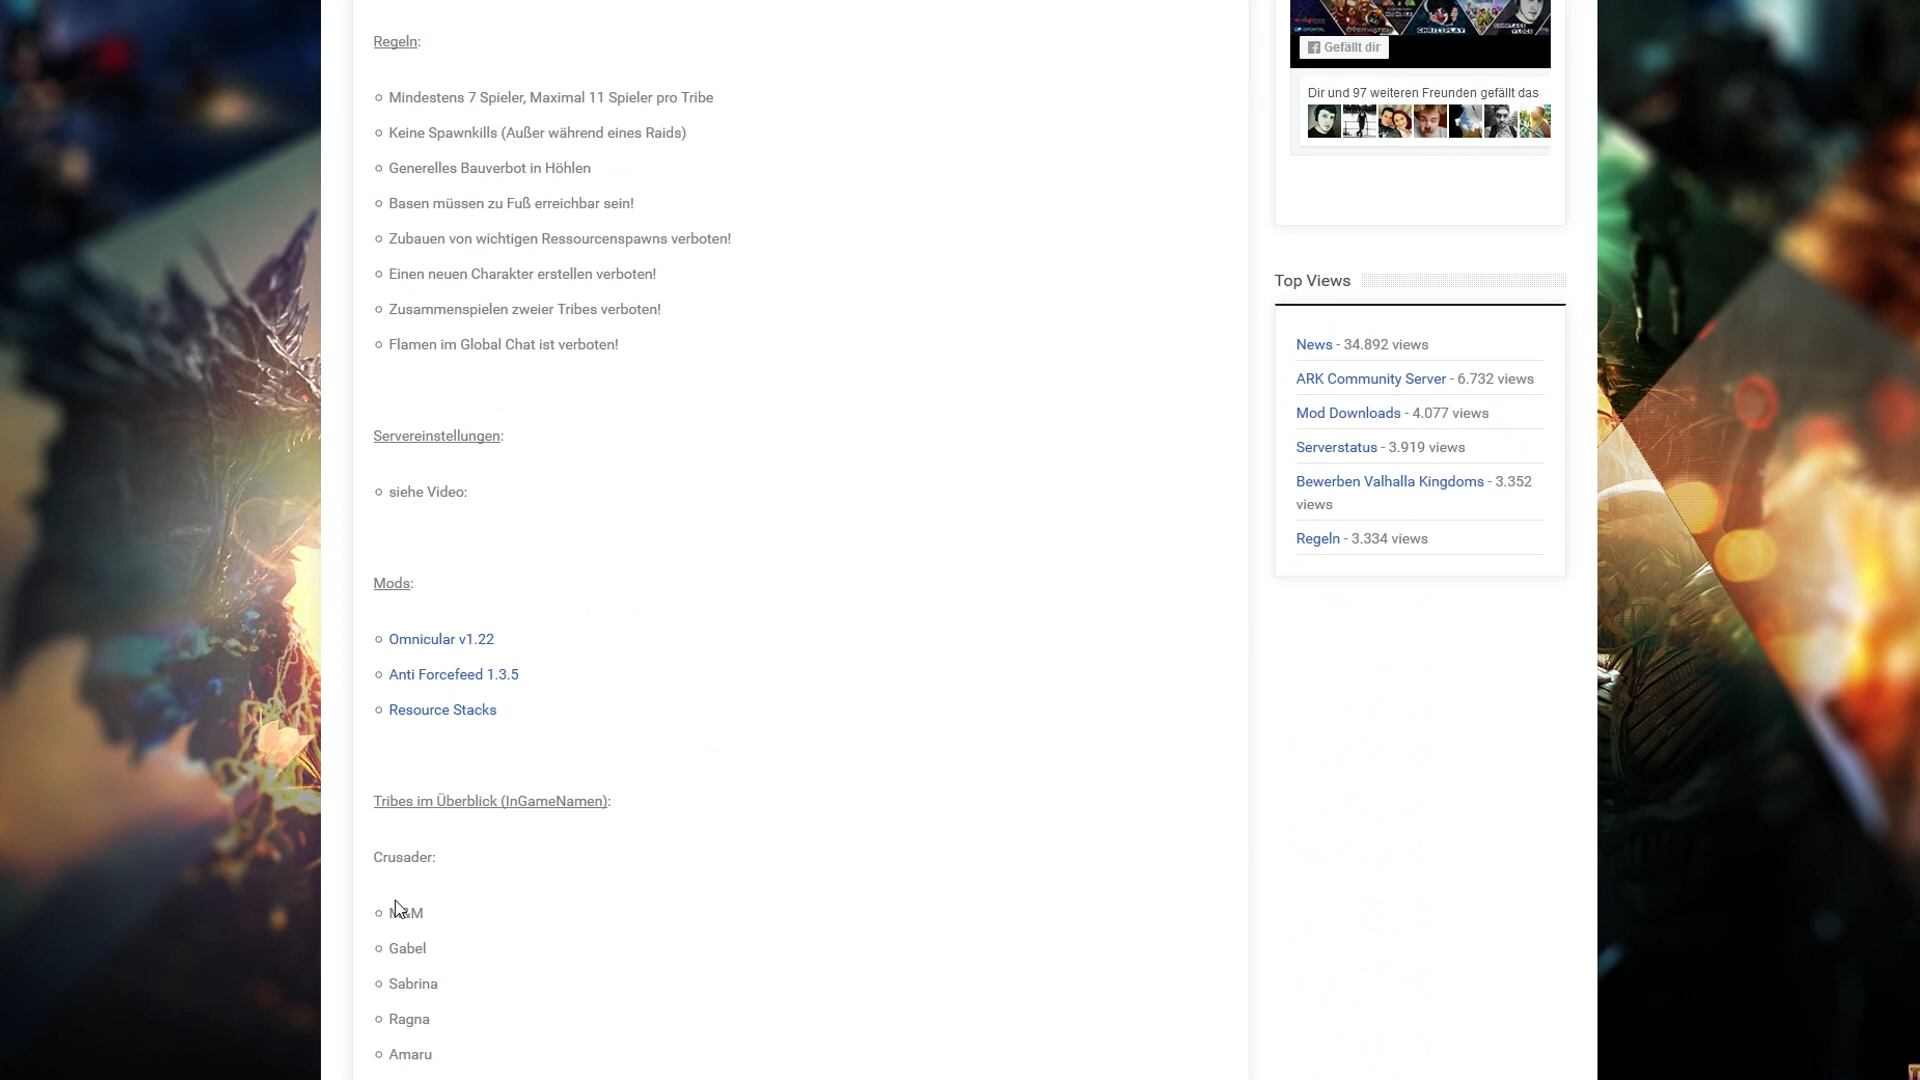 Regeln:
Mindestens 7 Spieler, Maximal 11 Spieler pro Tribe
Keine Spawnkills (Außer während eines Raids)
Generelles Bauverbot in Höhlen
Basen müssen zu Fuß erreichbar sein!
Zubauen von wichtigen Ressourcenspawns verboten!
Einen neuen Charakter erstellen verboten!
Zusammenspielen zweier Tribes verboten!
Flamen im Global Chat ist verboten!
Servereinstellungen:
siehe Video:
Mods:
Omnicular v1.22
Anti Forcefeed 1.3.5
Resource Stacks
Tribes im Überblick (InGameNamen):
Crusader:
Gabel
Sabrina
Ragna
Amaru
Gefällt dir
Dir und 97 weiteren Freunden gefällt das
Top Views
News - 34.892 views
ARK Community Server - 6.732 views
Mod Downloads - 4.077 views
Serverstatus - 3.919 views
Bewerben Valhalla Kingdoms - 3.352
views
Regeln - 3.334 views